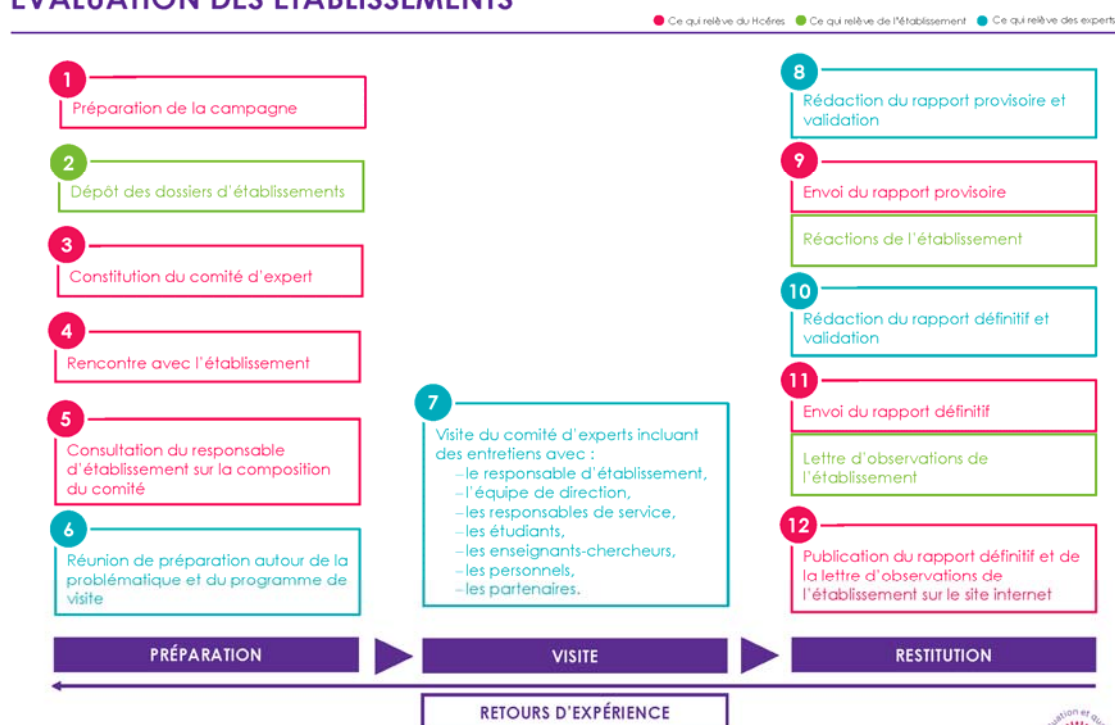 ÉVALUATION DES ÉTABLISSEMENTS
Ce qui relève du Hcéres
Ce qui relève de l'établissement
Ce qui relève des experts
1
Préparation de la campagne
2
Dépôt des dossiers d'établissements
3
Constitution du comité d'expert
4
Rencontre avec l'établissement
5
Consultation du responsable
d'établissement sur la composition
du comité
6
Réunion de préparation autour de la
problématique et du programme de
visite
7
Visite du comité d'experts incluant
des entretiens avec :
–le responsable d'établissement,
–l'équipe de direction,
–les responsables de service,
–les étudiants,
–les enseignants-chercheurs,
–les personnels,
–les partenaires.
8
Rédaction du rapport provisoire et
validation
9
Envoi du rapport provisoire
Réactions de l'établissement
10
Rédaction du rapport définitif et
validation
11
Envoi du rapport définitif
Lettre d'observations de
l'établissement
12
Publication du rapport définitif et de
la lettre d'observations de
l'établissement sur le site internet
PRÉPARATION
VISITE
RESTITUTION
RETOURS D'EXPÉRIENCE